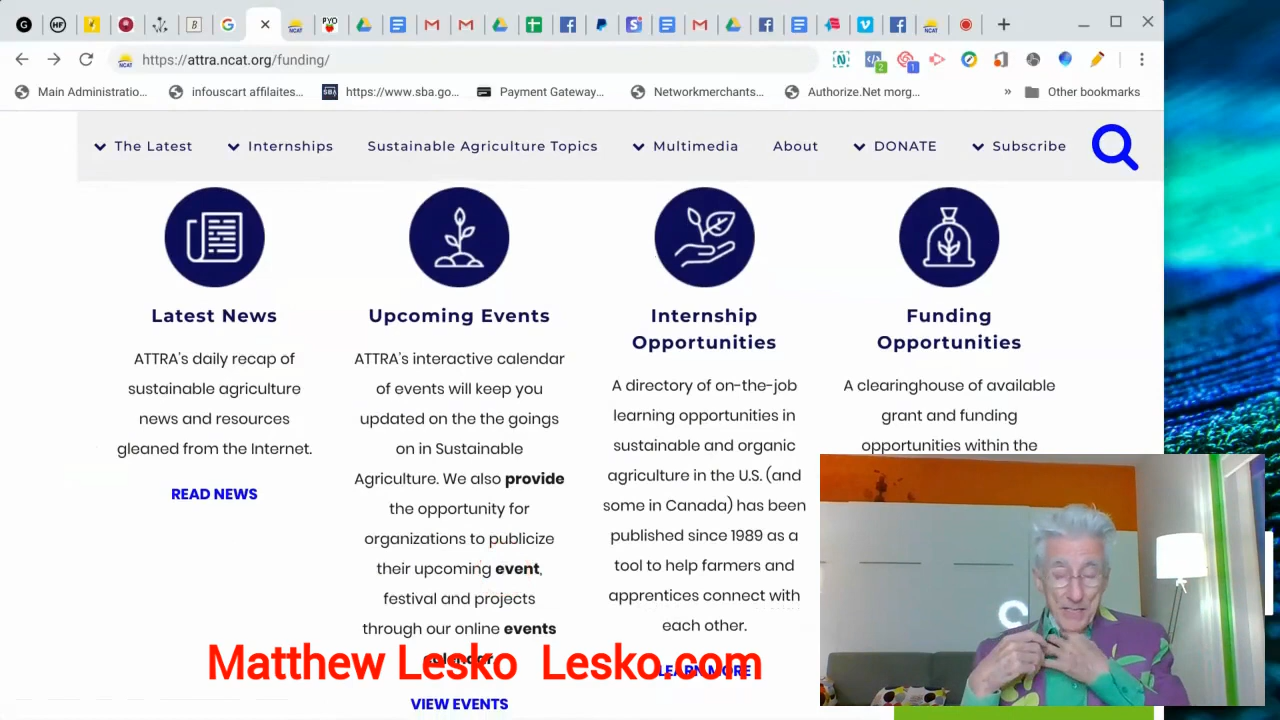 https://attra.ncat.org/funding/
Main Administratio... infouscart affilaites... https://www.sba.go... Payment Gateway... Networkmerchants... Authorize.Net morg... » Other bookmarks
The Latest Internships Sustainable Agriculture Topics Multimedia About DONATE Subscribe
Latest News
ATTRA's daily recap of
sustainable agriculture
news and resources
gleaned from the Internet.
READ NEWS
Upcoming Events
ATTRA's interactive calendar
of events will keep you
updated on the the goings
on in Sustainable
Agriculture. We also provide
the opportunity for
organizations to publicize
their upcoming event,
festival and projects
through our online events
VIEW EVENTS
Internship
Opportunities
A directory of on-the-job
learning opportunities in
sustainable and organic
agriculture in the U.S. (and
some in Canada) has been
published since 1989 as a
tool to help farmers and
apprentices connect with
each other.
LEARN MORE
Funding
Opportunities
A clearinghouse of available
grant and funding
opportunities within the
Matthew Lesko Lesko.com